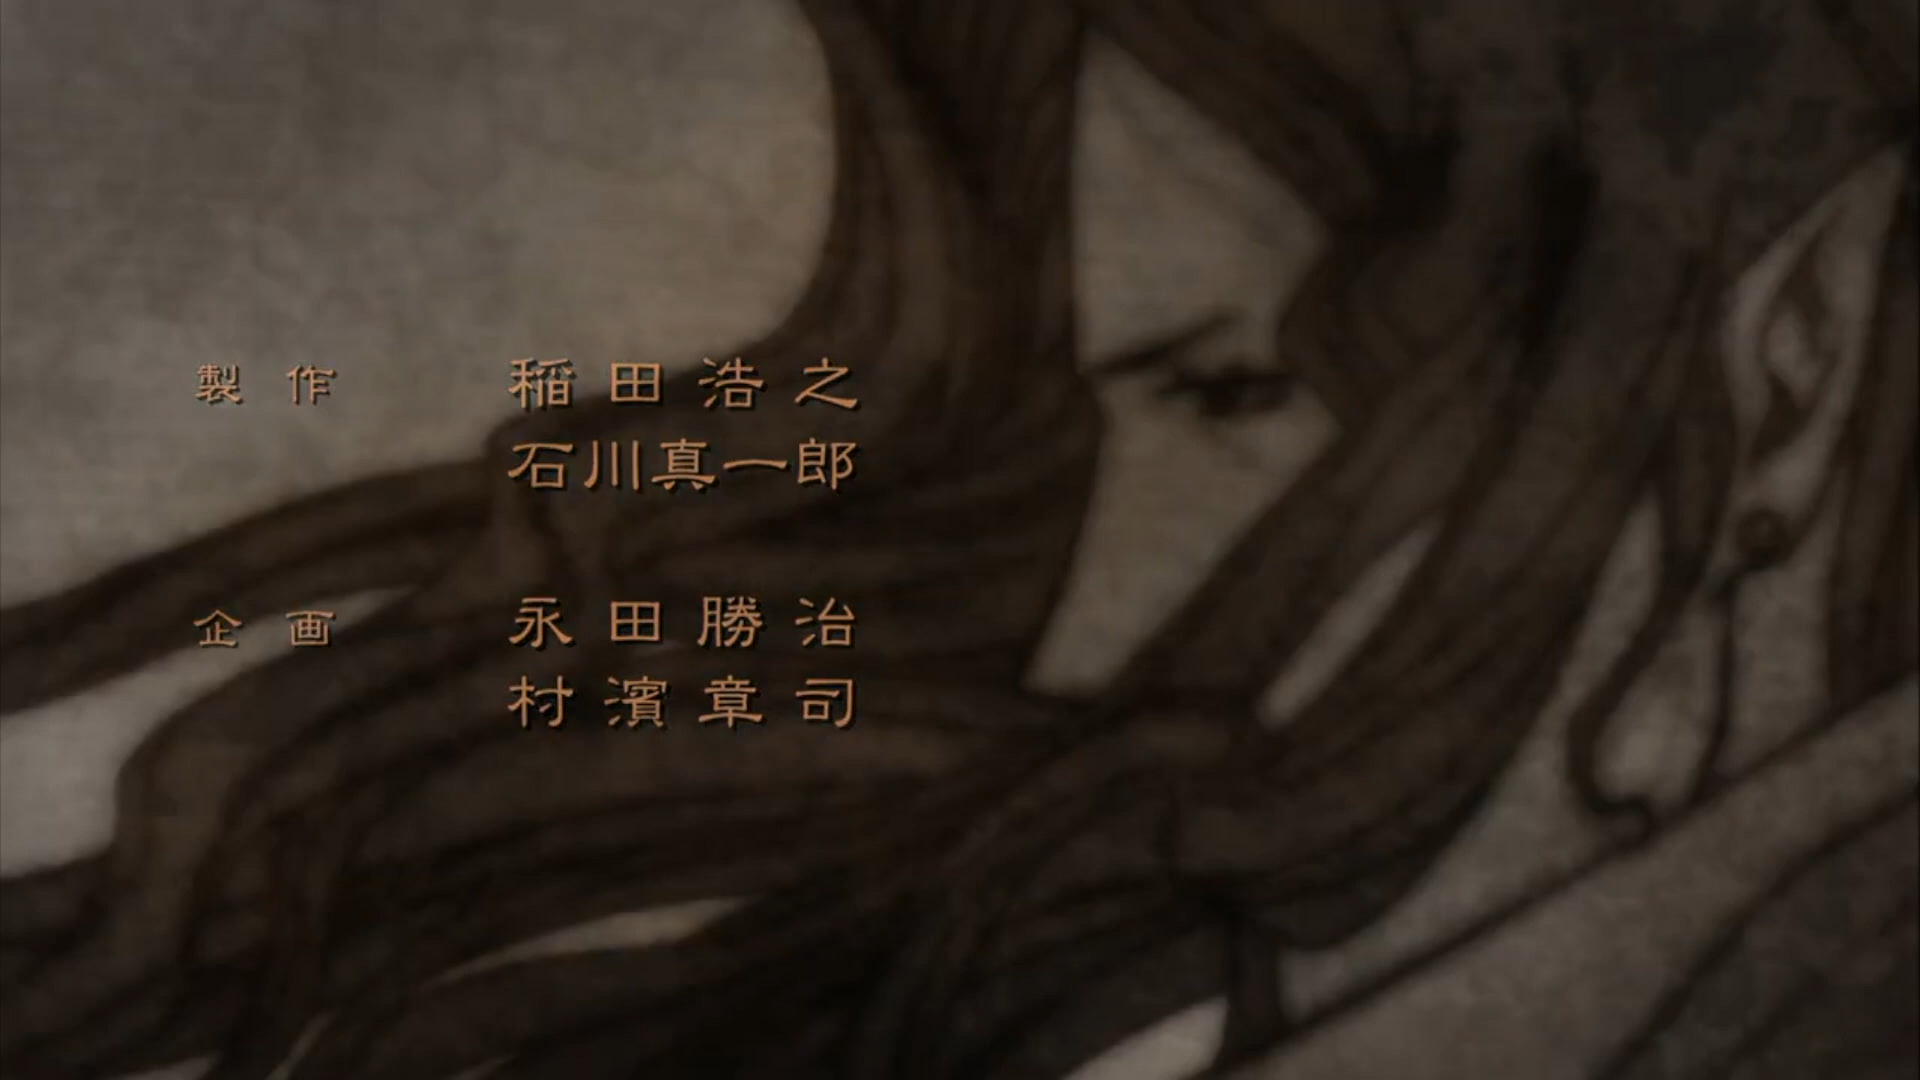 製作 稲田浩之
石川真一郎
企画 永田勝治
村濱章司